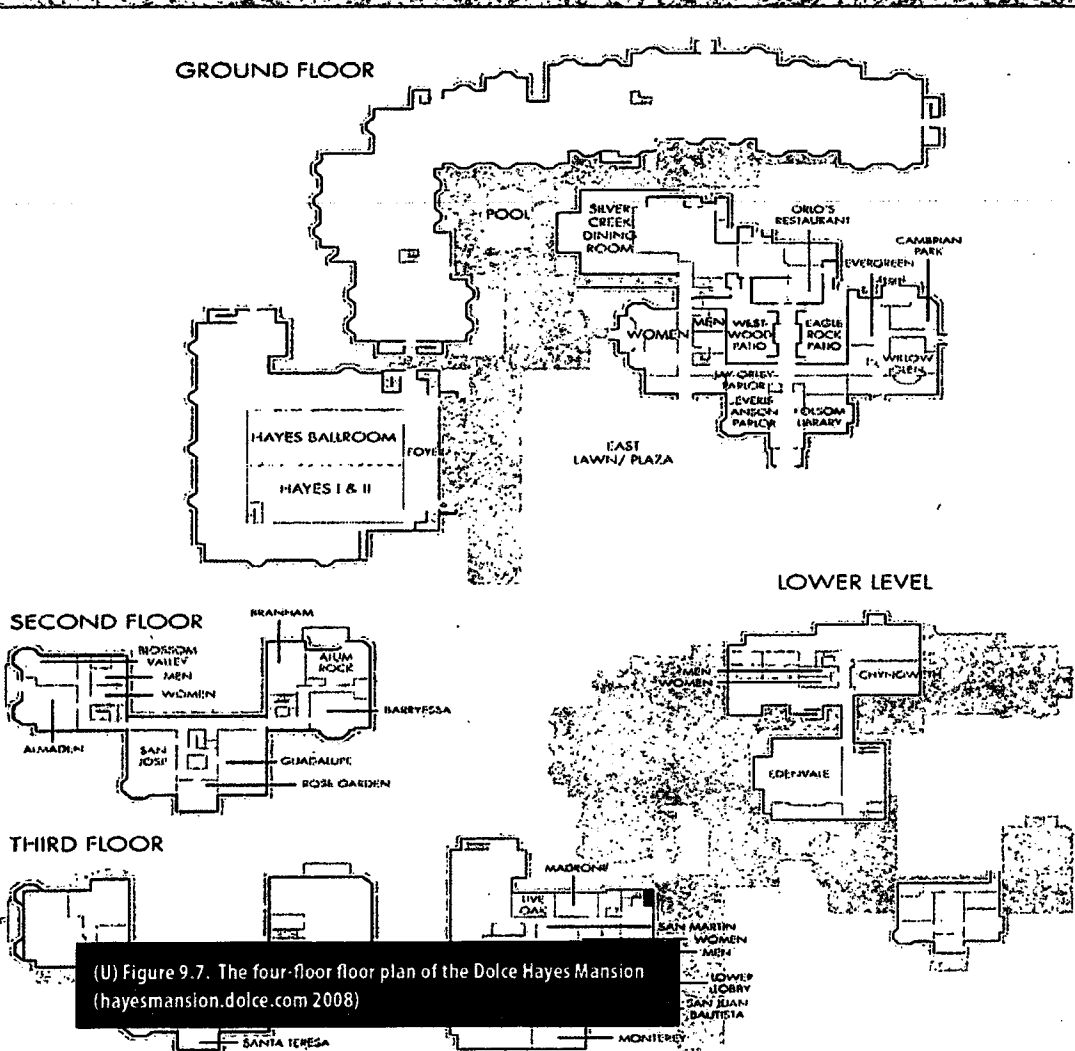 GROUND FLOOR
POOL
SILVER
CREEK
DINING
ROOM
ORLO'S
RESTAURANT
CAMBRIAN
PARK
EVERGREEN
WOMEN
MEN
WEST-
WOOD
PATIO
EAGLE
ROCK
PATIO
WILLOW
GLEN
JAY ORLEY
PARLOR
EVERIS
ANSON
PARLOR
FOLSOM
LIBRARY
HAYES BALLROOM
FOYER
HAYES I & II
EAST
LAWN/ PLAZA
SECOND FLOOR
BLOSSOM
VALLEY
MEN
WOMEN
BRANHAM
ALUM
ROCK
BARRYESSA
ALMADEN
SAN
JOSE
GUADALUPE
ROSE GARDEN
LOWER LEVEL
MEN
WOMEN
EDENVALE
THIRD FLOOR
SANTA TERESA
MADRONE
LIVE
OAK
SAN MARTIN
WOMEN
MEN
LOWER
LOBBY
SAN JUAN
BAUTISTA
MONTEREY
(U) Figure 9.7. The four-floor floor plan of the Dolce Hayes Mansion
(hayesmansion.dolce.com 2008)